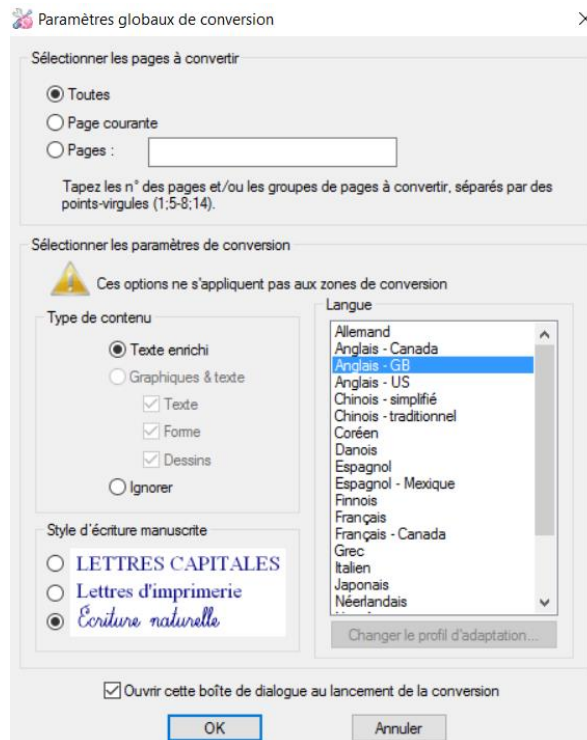 Paramètres globaux de conversion
Sélectionner les pages à convertir
Toutes
Page courante
Pages :
Tapez les n° des pages et/ou les groupes de pages à convertir, séparés par des
points-virgules (1;5-8;14).
Sélectionner les paramètres de conversion
Ces options ne s'appliquent pas aux zones de conversion
Type de contenu
Texte enrichi
Graphiques & texte
Texte
Forme
Dessins
Ignorer
Style d'écriture manuscrite
LETTRES CAPITALES
Lettres d'imprimerie
Écriture naturelle
Langue
Allemand
Anglais - Canada
Anglais - GB
Anglais - US
Chinois - simplifié
Chinois - traditionnel
Coréen
Danois
Espagnol
Espagnol - Mexique
Finnois
Français
Français - Canada
Grec
Italien
Japonais
Néerlandais
Changer le profil d'adaptation...
Ouvrir cette boîte de dialogue au lancement de la conversion
OK
Annuler